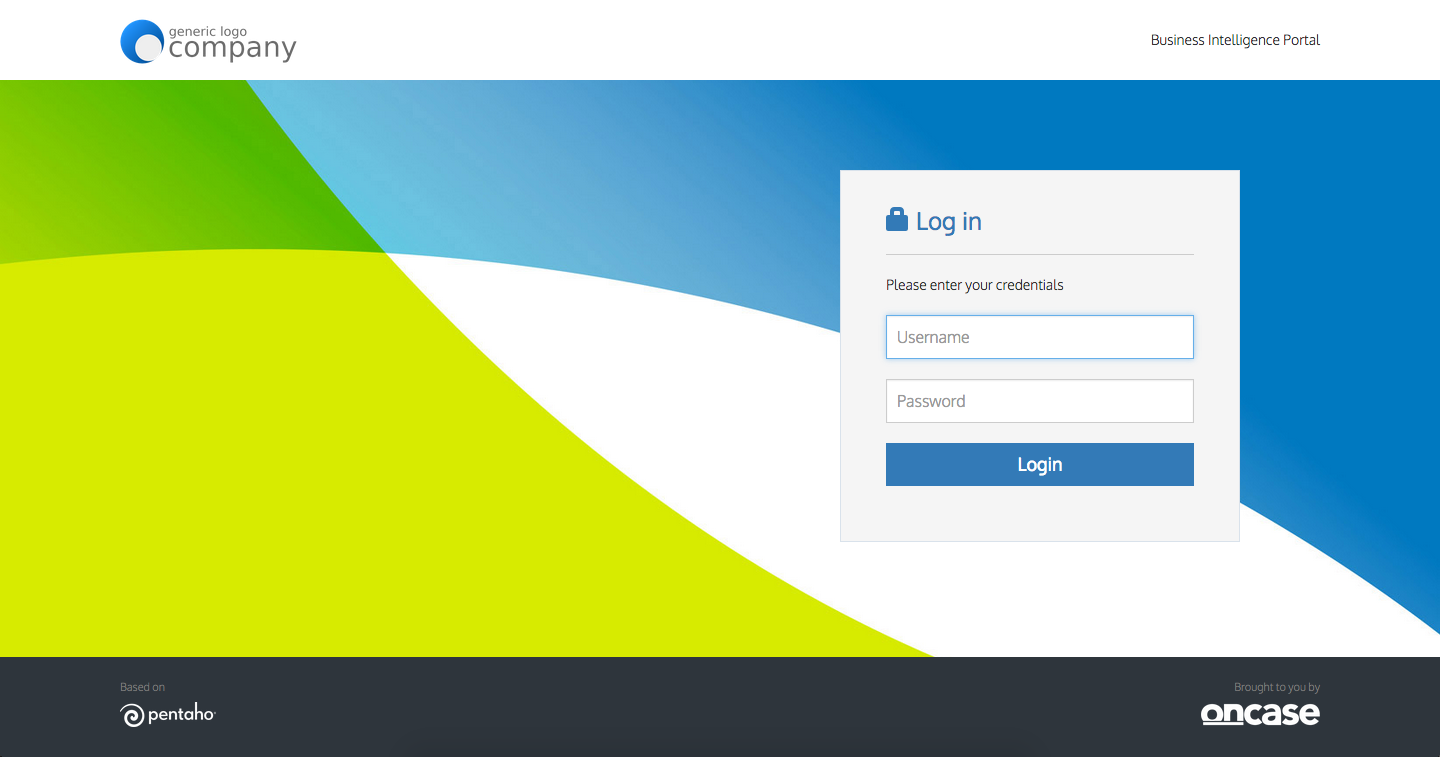 generic logo
company
Business Intelligence Portal
Log in
Please enter your credentials
Username
Password
Login
Based on
pentaho
Brought to you by
oncase